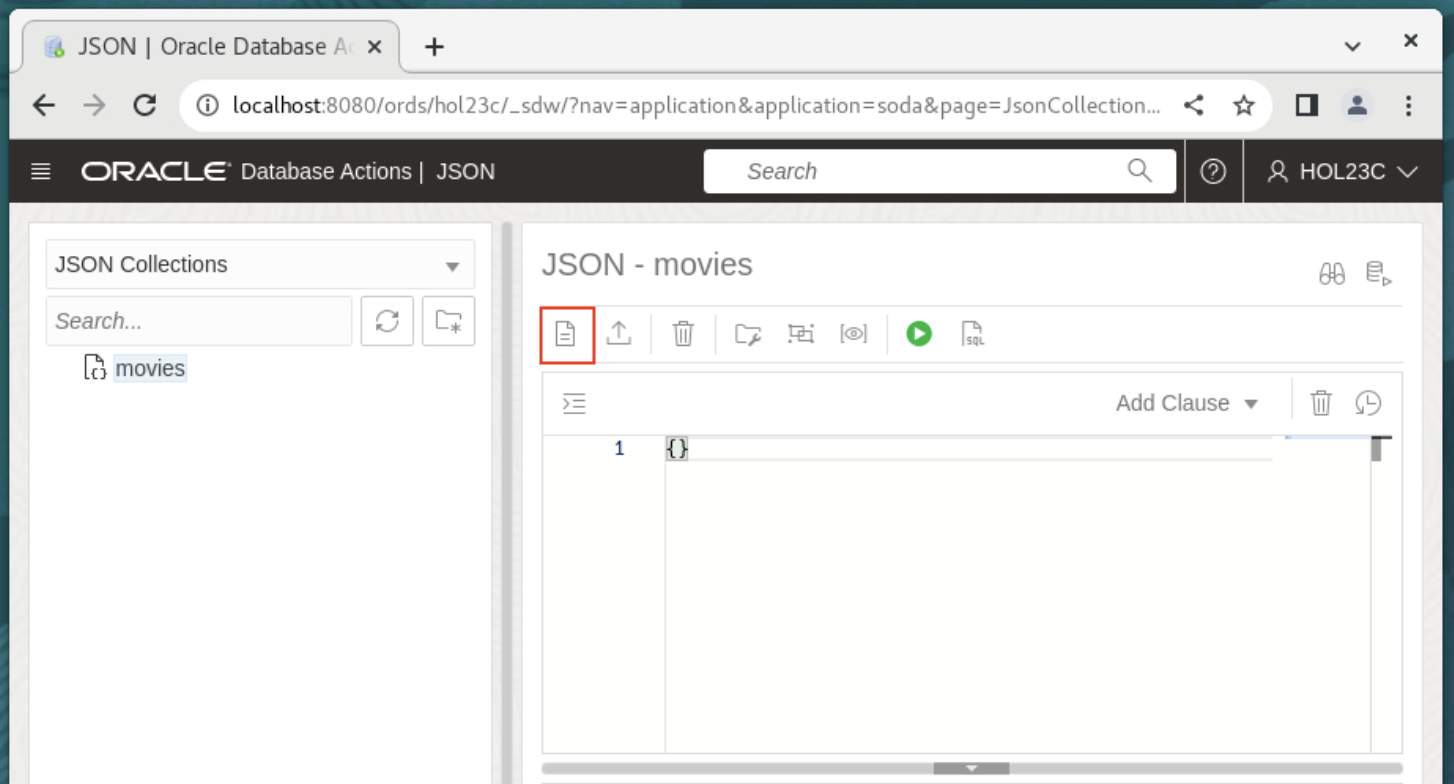 JSON | Oracle Database Ac
localhost:8080/ords/hol23c/_sdw/?nav=application&application=soda&page=JsonCollection...
ORACLE Database Actions | JSON
Search
HOL23C
JSON Collections
Search...
movies
JSON - movies
SQL
Add Clause
1 {}